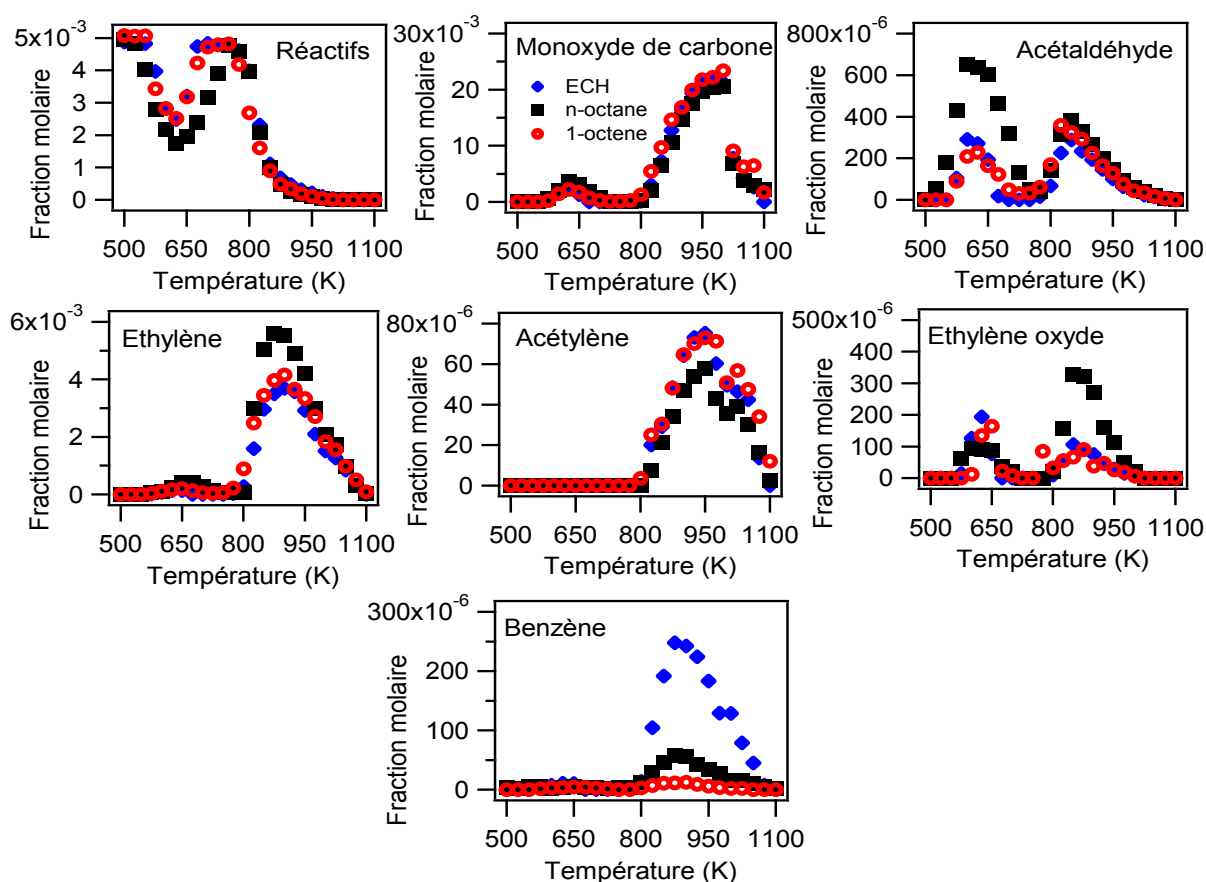 5x10-3
Réactifs
4
3
2
1
0
Fraction molaire
500 650 800 950 1100
Température (K)
30x10-3
Monoxyde de carbone
ECH
n-octane
1-octene
20
10
0
Fraction molaire
500 650 800 950 1100
Température (K)
800x10-6
Acétaldéhyde
600
400
200
0
Fraction molaire
500 650 800 950 1100
Température (K)
6x10-3
Ethylène
4
2
0
Fraction molaire
500 650 800 950 1100
Température (K)
80x10-6
Acétylène
60
40
20
0
Fraction molaire
500 650 800 950 1100
Température (K)
500x10-6
Ethylène oxyde
400
300
200
100
0
Fraction molaire
500 650 800 950 1100
Température (K)
300x10-6
Benzène
200
100
0
Fraction molaire
500 650 800 950 1100
Température (K)